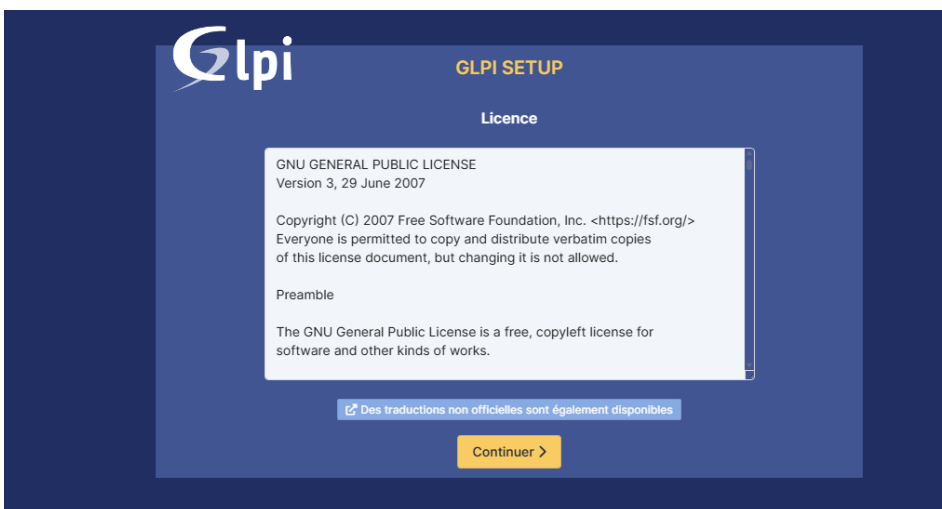 Glpi
GLPI SETUP
Licence
GNU GENERAL PUBLIC LICENSE
Version 3, 29 June 2007
Copyright (C) 2007 Free Software Foundation, Inc. <https://fsf.org/>
Everyone is permitted to copy and distribute verbatim copies
of this license document, but changing it is not allowed.
Preamble
The GNU General Public License is a free, copyleft license for
software and other kinds of works.
Des traductions non officielles sont également disponibles
Continuer